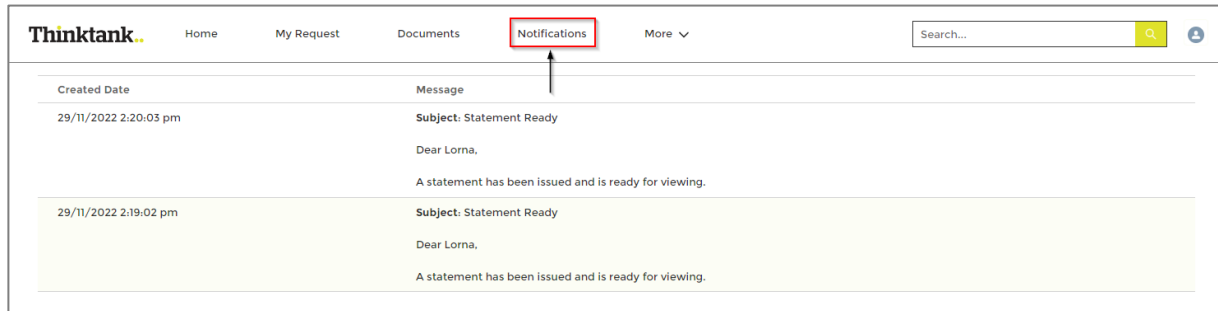 Thinktank.. Home My Request Documents Notifications More Search...
Created Date Message
29/11/2022 2:20:03 pm Subject: Statement Ready
Dear Lorna,
A statement has been issued and is ready for viewing.
29/11/2022 2:19:02 pm Subject: Statement Ready
Dear Lorna,
A statement has been issued and is ready for viewing.